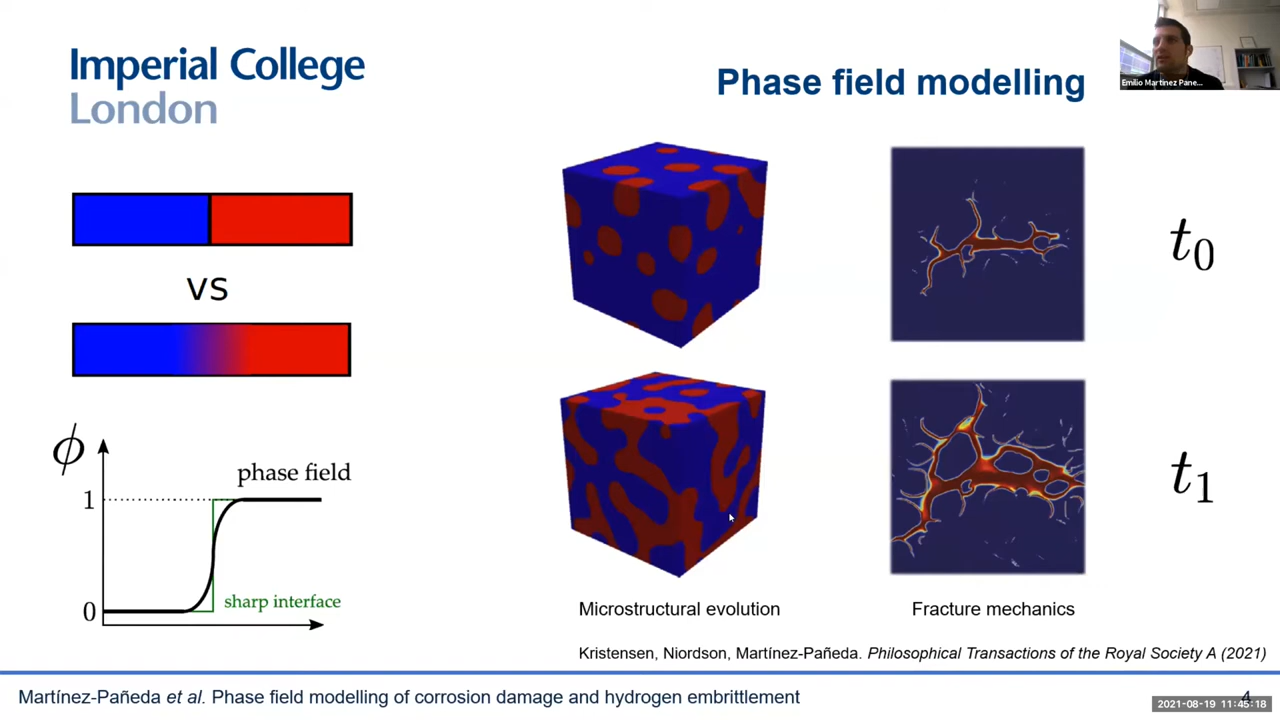 Imperial College
London
Phase field modelling
Emilio Martínez Pane...
vs
ϕ
1
phase field
sharp interface
0
t₀
t₁
Microstructural evolution
Fracture mechanics
Kristensen, Niordson, Martínez-Pañeda. Philosophical Transactions of the Royal Society A (2021)
Martínez-Pañeda et al. Phase field modelling of corrosion damage and hydrogen embrittlement
4
2021-08-19 11:45:18